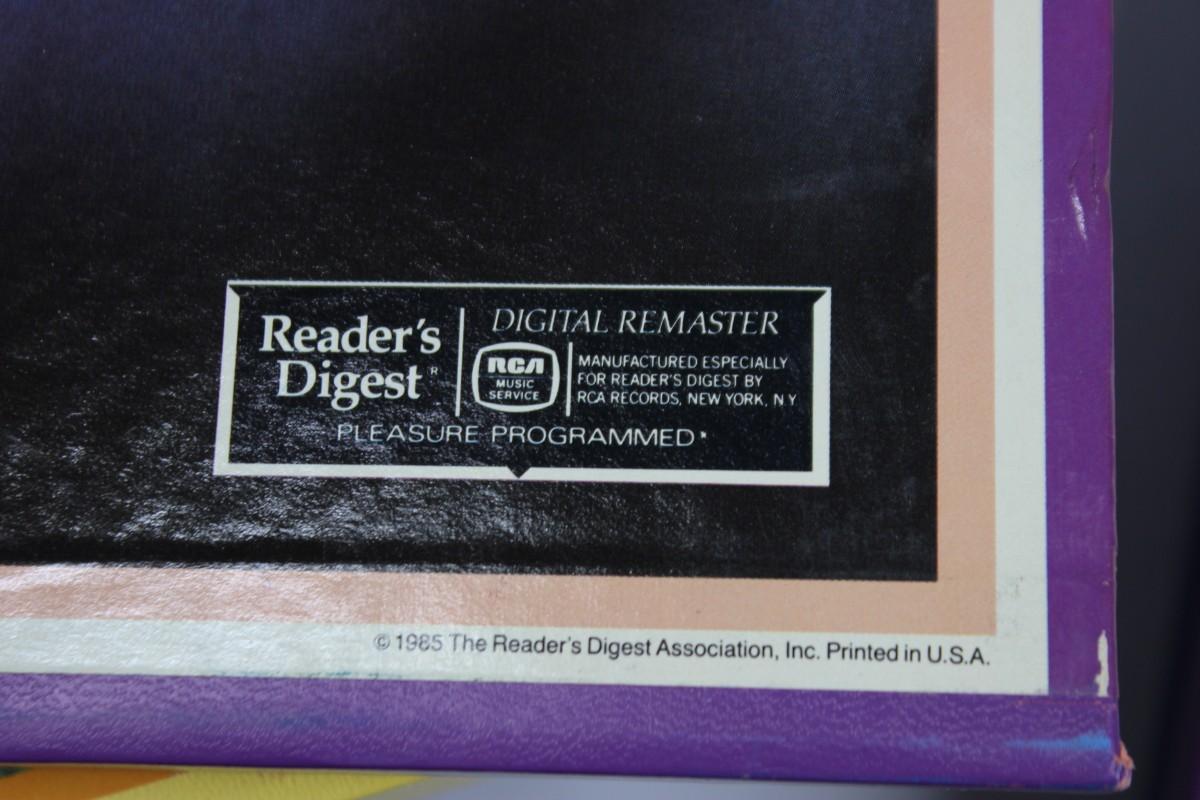 Reader's
Digest®
DIGITAL REMASTER
RCA
MUSIC
SERVICE
MANUFACTURED ESPECIALLY
FOR READER'S DIGEST BY
RCA RECORDS, NEW YORK, N Y
PLEASURE PROGRAMMED*
© 1985 The Reader's Digest Association, Inc. Printed in U.S.A.